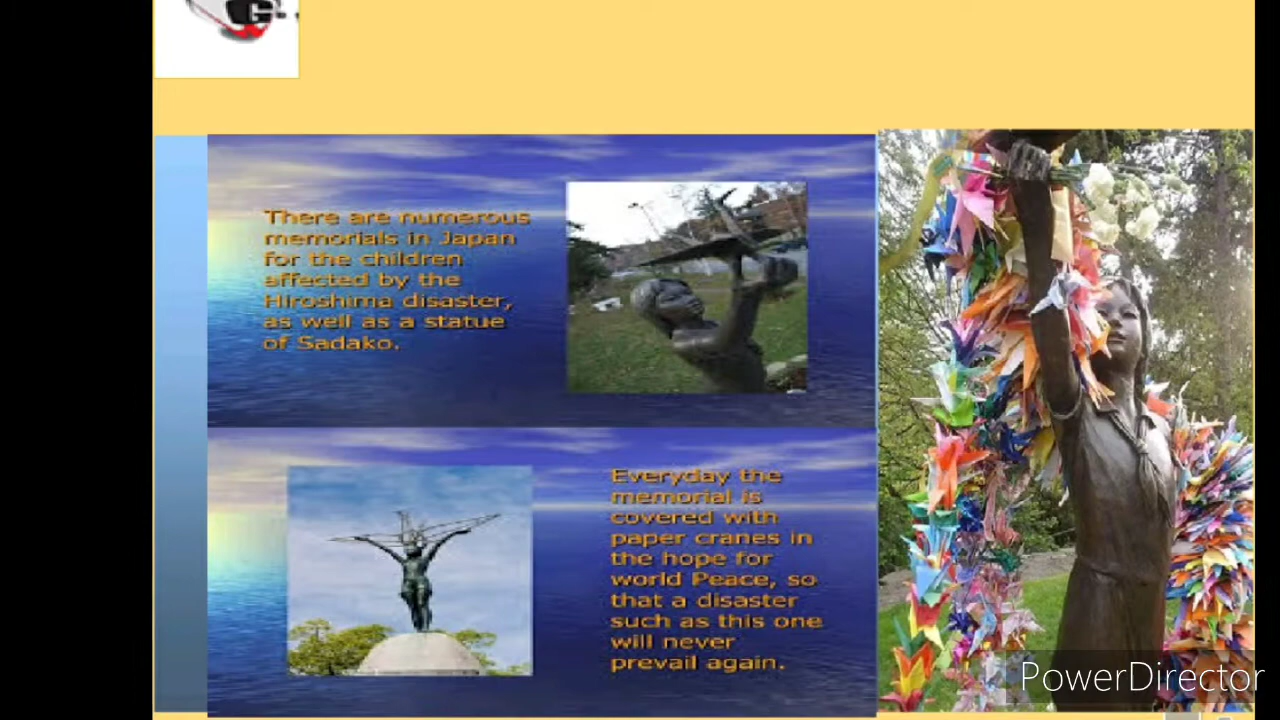 G
There are numerous
memorials in Japan
for the children
affected by the
Hiroshima disaster,
as well as a statue
of Sadako.
Everyday the
memorial is
covered with
paper cranes in
the hope for
world Peace, so
that a disaster
such as this one
will never
prevail again.
PowerDirector